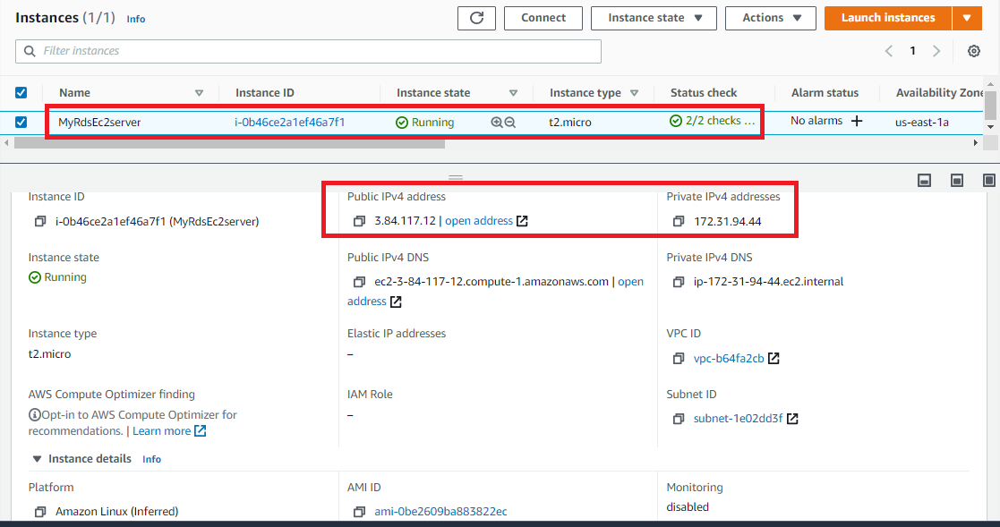 Instances (1/1) Info
Connect
Instance state
Actions
Launch instances
Filter instances
1
Name Instance ID Instance state Instance type Status check Alarm status Availability Zone
MyRdsEc2server i-0b46ce2a1ef46a7f1 Running t2.micro 2/2 checks ... No alarms + us-east-1a
Instance ID
i-0b46ce2a1ef46a7f1 (MyRdsEc2server)
Public IPv4 address
3.84.117.12 | open address
Private IPv4 addresses
172.31.94.44
Instance state
Running
Public IPv4 DNS
ec2-3-84-117-12.compute-1.amazonaws.com | open
address
Private IPv4 DNS
ip-172-31-94-44.ec2.internal
Instance type
t2.micro
Elastic IP addresses
–
VPC ID
vpc-b64fa2cb
AWS Compute Optimizer finding
Opt-in to AWS Compute Optimizer for
recommendations. | Learn more
IAM Role
–
Subnet ID
subnet-1e02dd3f
Instance details Info
Platform
Amazon Linux (Inferred)
AMI ID
ami-0be2609ba883822ec
Monitoring
disabled